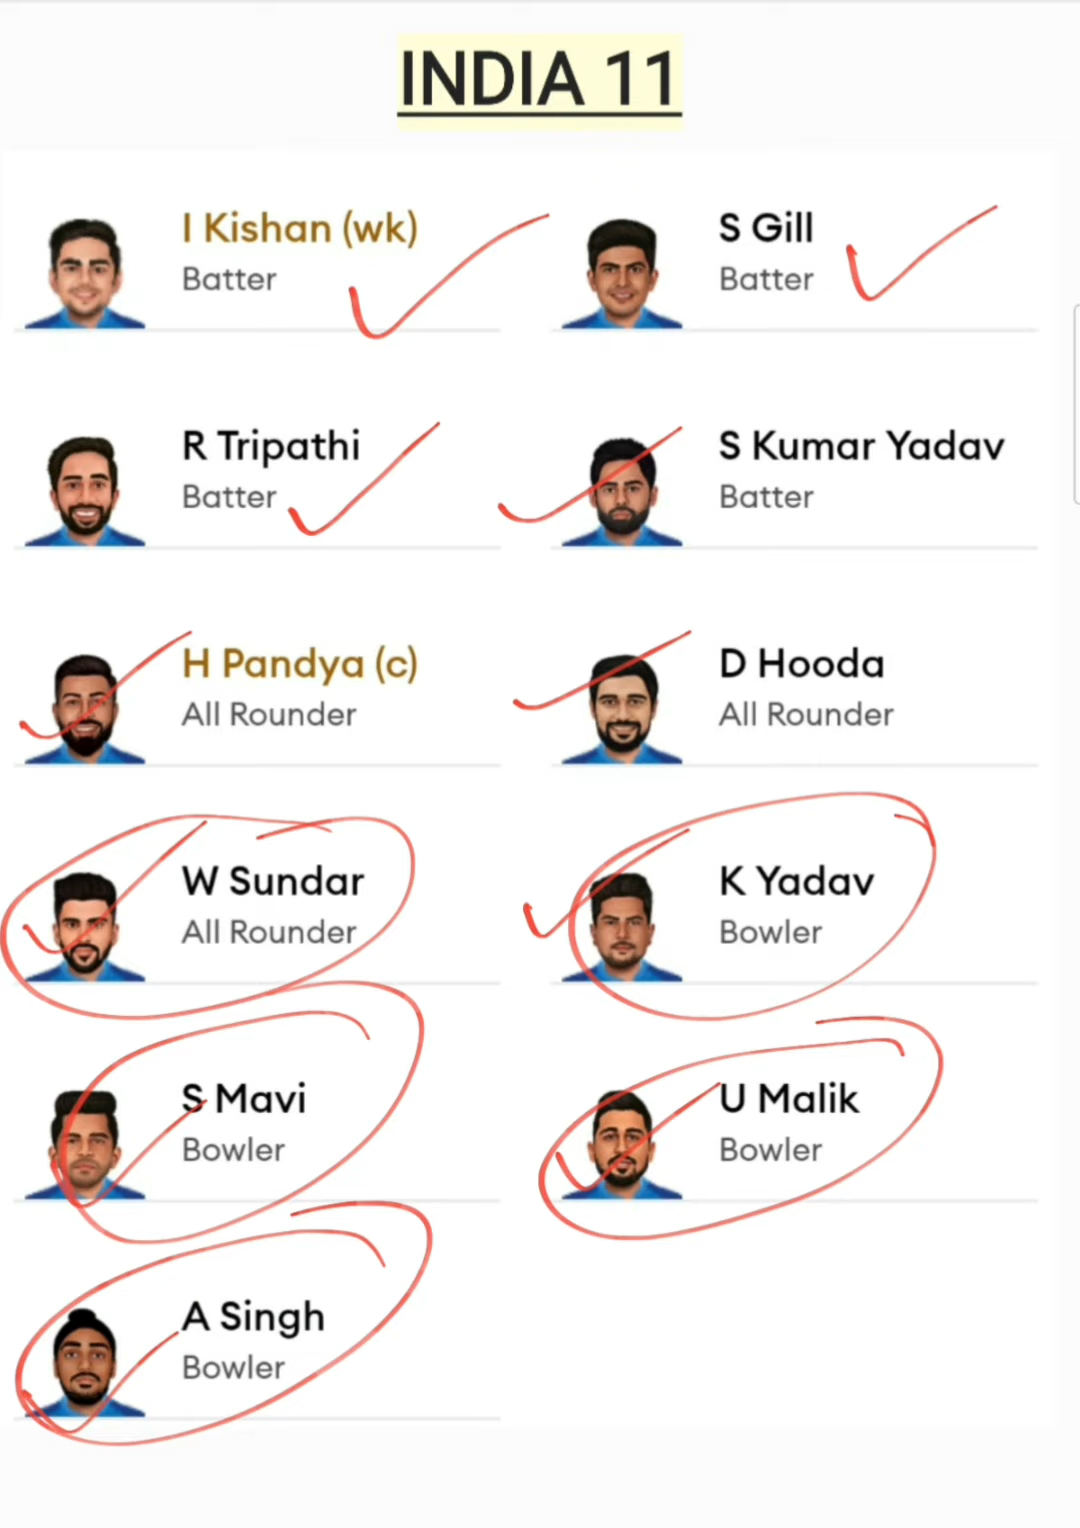 INDIA 11
I Kishan (wk)
Batter
S Gill
Batter
R Tripathi
Batter
S Kumar Yadav
Batter
H Pandya (c)
All Rounder
D Hooda
All Rounder
W Sundar
All Rounder
K Yadav
Bowler
S Mavi
Bowler
U Malik
Bowler
A Singh
Bowler